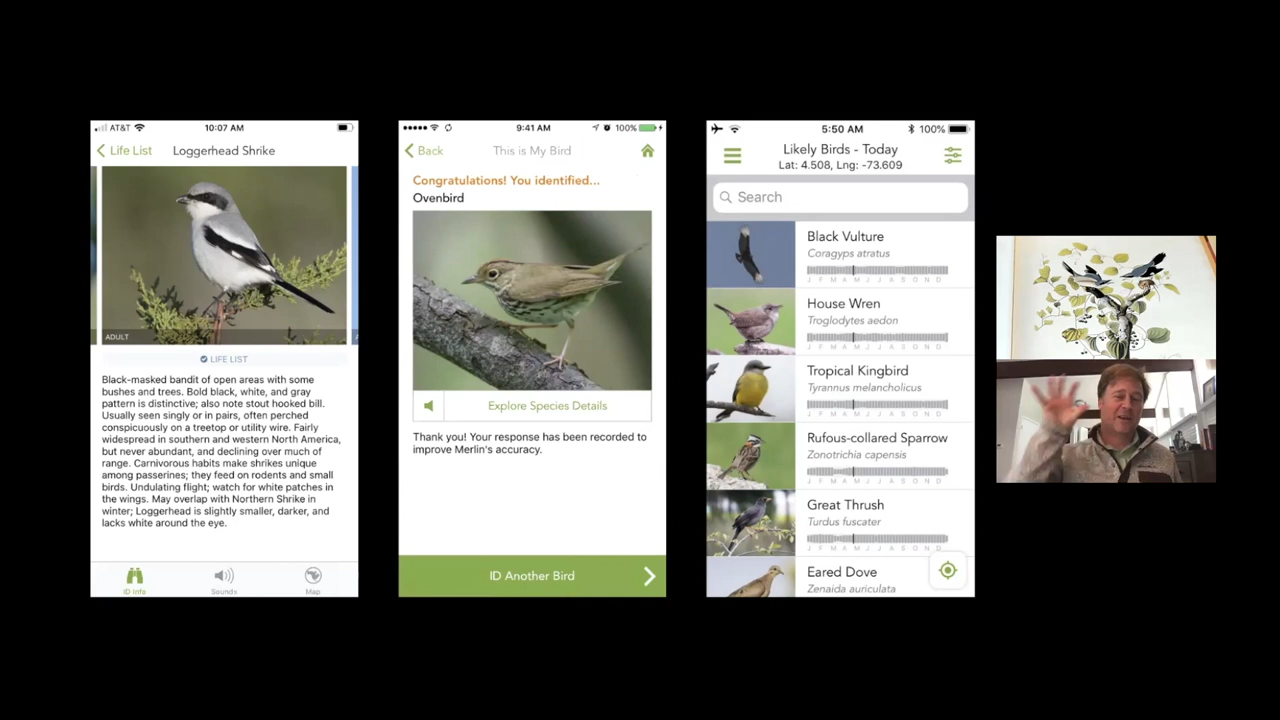 AT&T
10:07 AM
Life List
Loggerhead Shrike
ADULT
LIFE LIST
Black-masked bandit of open areas with some
bushes and trees. Bold black, white, and gray
pattern is distinctive; also note stout hooked bill.
Usually seen singly or in pairs, often perched
conspicuously on a treetop or utility wire. Fairly
widespread in southern and western North America,
but never abundant, and declining over much of
range. Carnivorous habits make shrikes unique
among passerines; they feed on rodents and small
birds. Undulating flight; watch for white patches in
the wings. May overlap with Northern Shrike in
winter; Loggerhead is slightly smaller, darker, and
lacks white around the eye.
ID Info
Sounds
Map
9:41 AM
100%
Back
This is My Bird
Congratulations! You identified...
Ovenbird
Explore Species Details
Thank you! Your response has been recorded to
improve Merlin's accuracy.
ID Another Bird
5:50 AM
100%
Likely Birds - Today
Lat: 4.508, Lng: -73.609
Search
Black Vulture
Coragyps atratus
J F M A M J J A S O N D
House Wren
Troglodytes aedon
J F M A M J J A S O N D
Tropical Kingbird
Tyrannus melancholicus
J F M A M J J A S O N D
Rufous-collared Sparrow
Zonotrichia capensis
J F M A M J J A S O N D
Great Thrush
Turdus fuscater
J F M A M J J A S O N D
Eared Dove
Zenaida auriculata